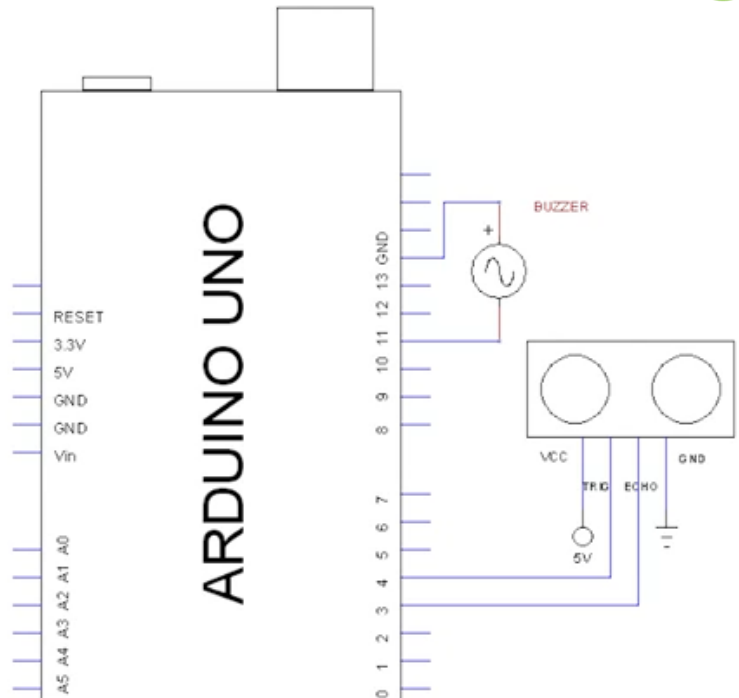 ARDUINO UNO
RESET
3.3V
5V
GND
GND
Vin
A0
A1
A2
A3
A4
A5
GND
13
12
11
10
9
8
7
6
5
4
3
2
1
0
+
BUZZER
VCC
TRIG
ECHO
GND
5V